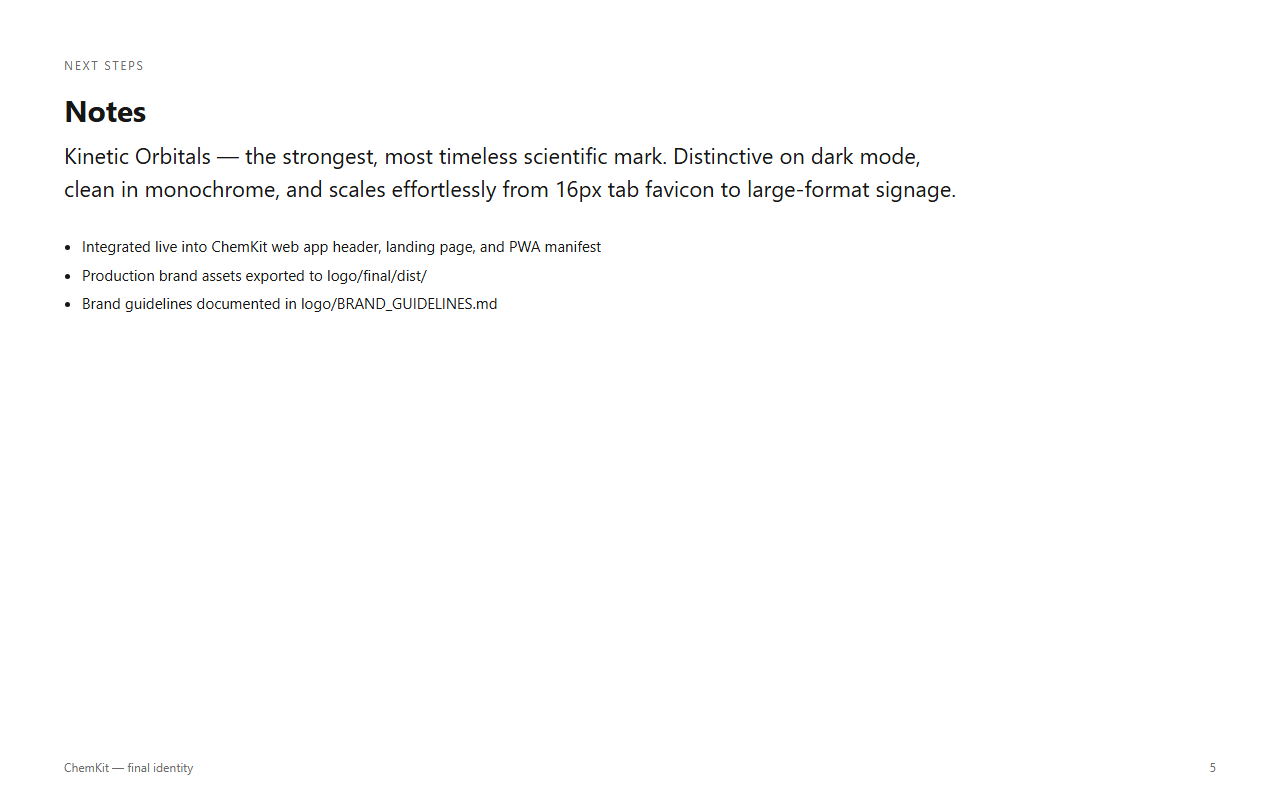 NEXT STEPS
Notes
Kinetic Orbitals — the strongest, most timeless scientific mark. Distinctive on dark mode,
clean in monochrome, and scales effortlessly from 16px tab favicon to large-format signage.
• Integrated live into ChemKit web app header, landing page, and PWA manifest
• Production brand assets exported to logo/final/dist/
• Brand guidelines documented in logo/BRAND_GUIDELINES.md
ChemKit — final identity
5